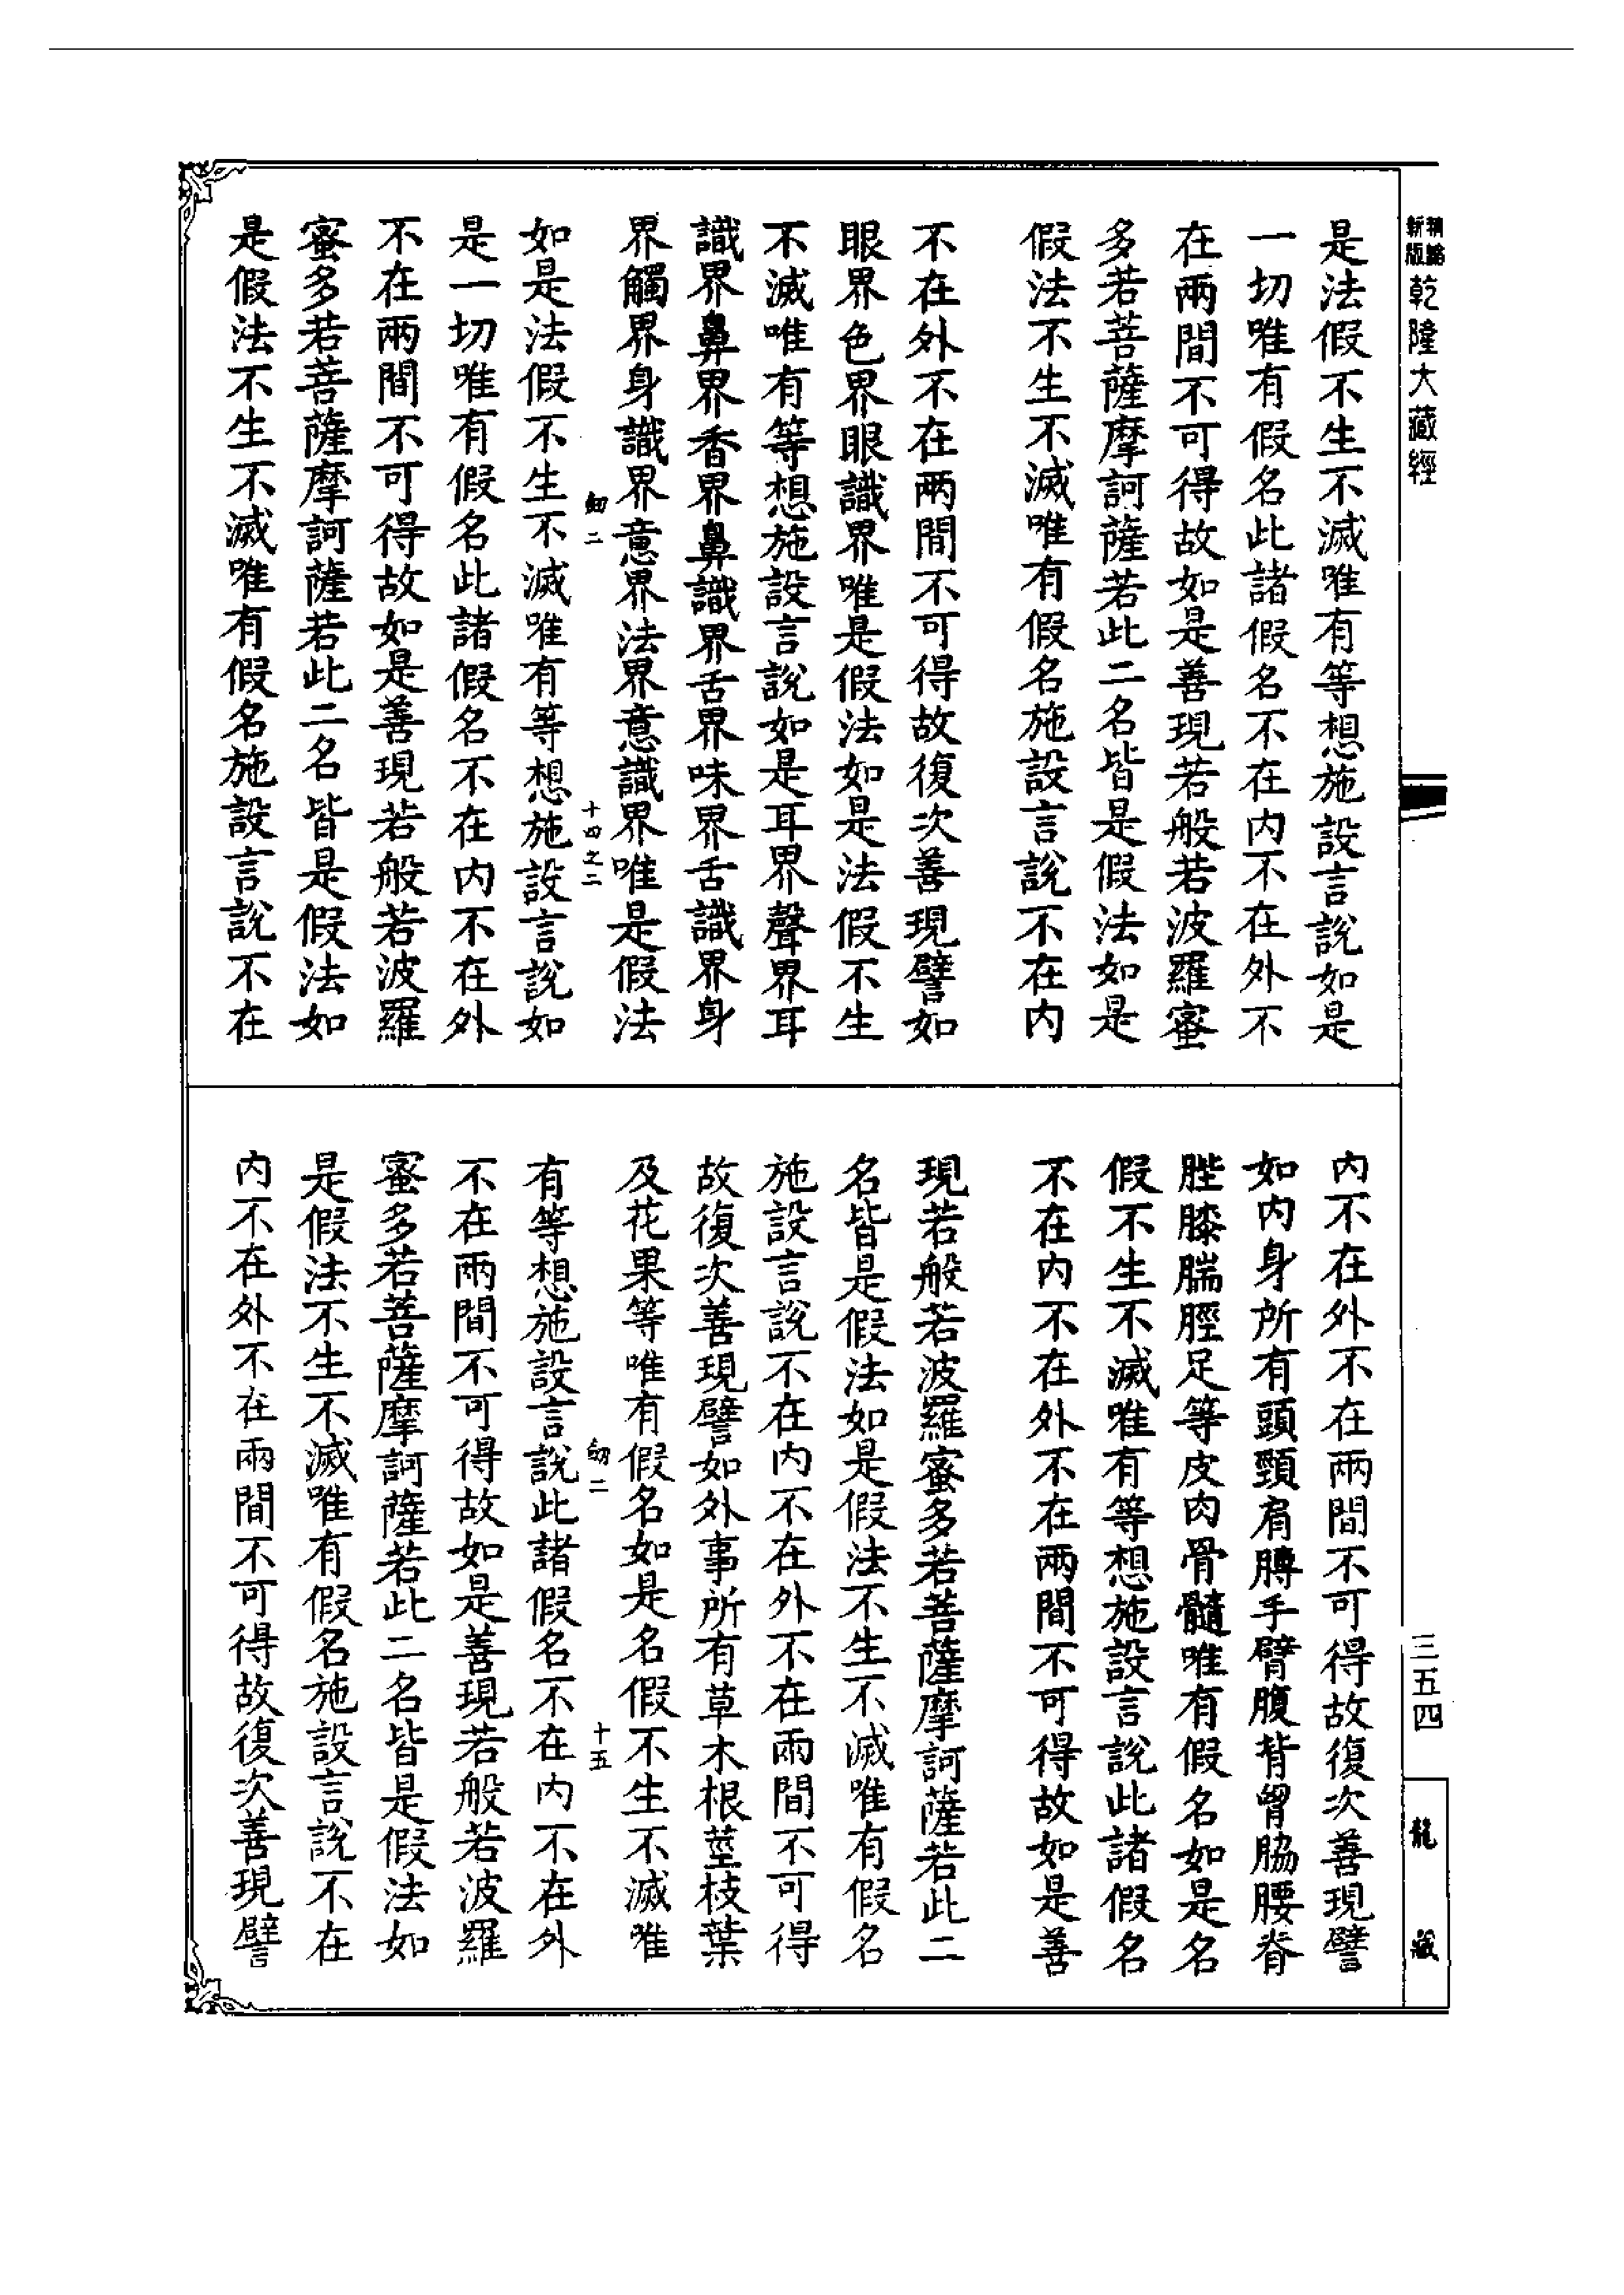 新版
乾隆大藏經
三五四
龍藏
是法假不生不滅唯有等想施設言說如是
一切唯有假名此諸假名不在内不在外不
在兩間不可得故如是善現若般若波羅蜜
多若菩薩摩訶薩若此二名皆是假法如是
假法不生不滅唯有假名施設言說不在内
不在外不在兩間不可得故復次善現譬如
眼界色界眼識界唯是假法如是法假不生
不滅唯有等想施設言說如是耳界聲界耳
識界鼻界香界鼻識界舌界味界舌識界身
界觸界身識界意界法界意識界唯是假法
二 十四之二
如是法假不生不滅唯有等想施設言說如
是一切唯有假名此諸假名不在内不在外
不在兩間不可得故如是善現若般若波羅
蜜多若菩薩摩訶薩若此二名皆是假法如
是假法不生不滅唯有假名施設言說不在
内不在外不在兩間不可得故復次善現譬
如内身所有頭頸肩膊手臂腹背胷脇腰脊
䏶膝腨脛足等皮肉骨髓唯有假名如是名
假不生不滅唯有等想施設言說此諸假名
不在内不在外不在兩間不可得故如是善
現若般若波羅蜜多若菩薩摩訶薩若此二
名皆是假法如是假法不生不滅唯有假名
施設言說不在内不在外不在兩間不可得
故復次善現譬如外事所有草木根莖枝葉
及花果等唯有假名如是名假不生不滅唯
二 十五
有等想施設言說此諸假名不在内不在外
不在兩間不可得故如是善現若般若波羅
蜜多若菩薩摩訶薩若此二名皆是假法如
是假法不生不滅唯有假名施設言說不在
内不在外不在兩間不可得故復次善現譬